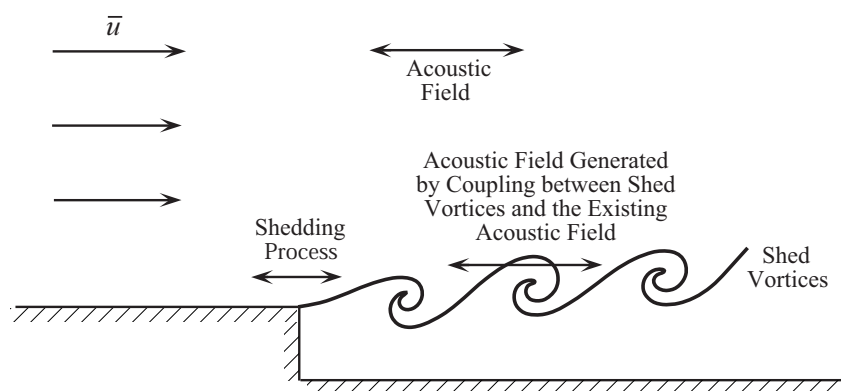 ū
Acoustic
Field
Acoustic Field Generated
by Coupling between Shed
Vortices and the Existing
Acoustic Field
Shedding
Process
Shed
Vortices